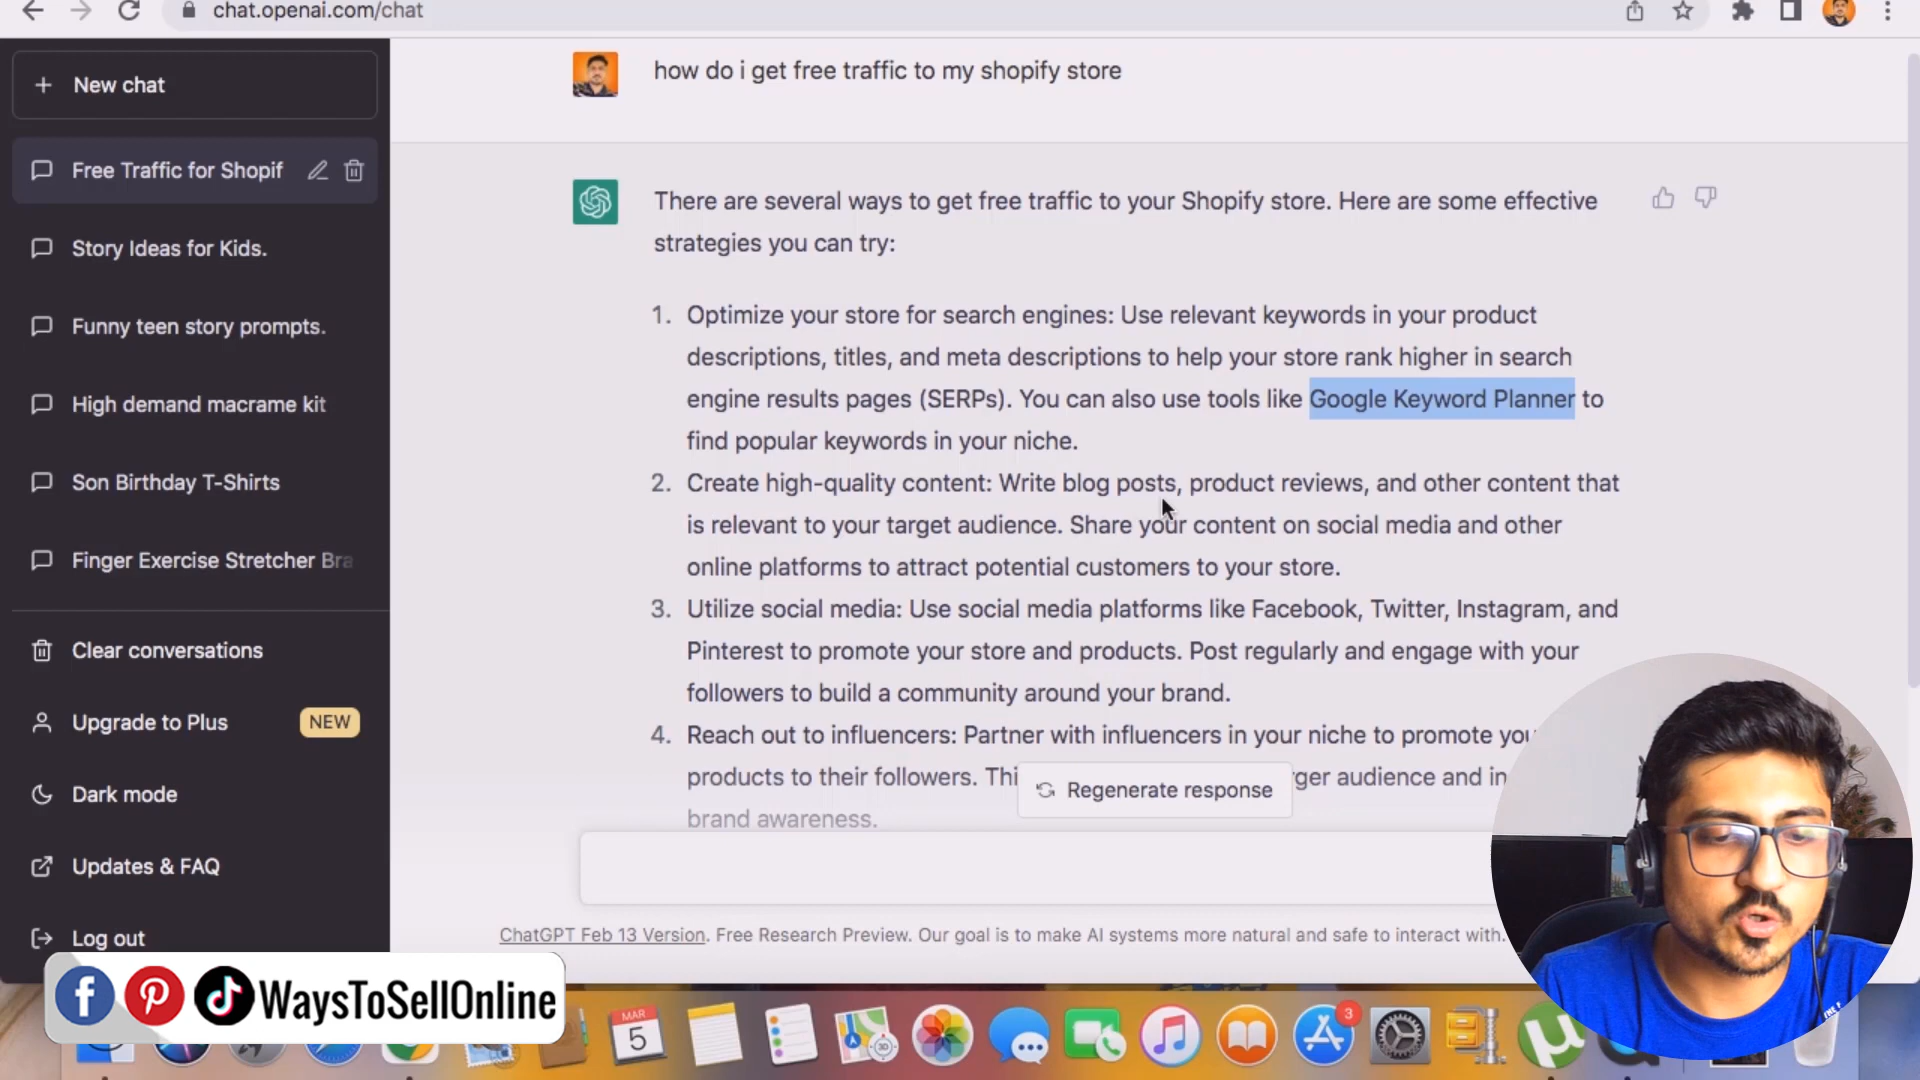 chat.openai.com/chat
New chat
Free Traffic for Shopif
Story Ideas for Kids.
Funny teen story prompts.
High demand macrame kit
Son Birthday T-Shirts
Finger Exercise Stretcher Bra
Clear conversations
Upgrade to Plus
NEW
Dark mode
Updates & FAQ
Log out
how do i get free traffic to my shopify store
There are several ways to get free traffic to your Shopify store. Here are some effective
strategies you can try:
1. Optimize your store for search engines: Use relevant keywords in your product
descriptions, titles, and meta descriptions to help your store rank higher in search
engine results pages (SERPs). You can also use tools like Google Keyword Planner to
find popular keywords in your niche.
2. Create high-quality content: Write blog posts, product reviews, and other content that
is relevant to your target audience. Share your content on social media and other
online platforms to attract potential customers to your store.
3. Utilize social media: Use social media platforms like Facebook, Twitter, Instagram, and
Pinterest to promote your store and products. Post regularly and engage with your
followers to build a community around your brand.
4. Reach out to influencers: Partner with influencers in your niche to promote you
products to their followers. Thi rger audience and in
brand awareness.
Regenerate response
ChatGPT Feb 13 Version. Free Research Preview. Our goal is to make AI systems more natural and safe to interact with.
WaysToSellOnline
MAR
5
3D
3